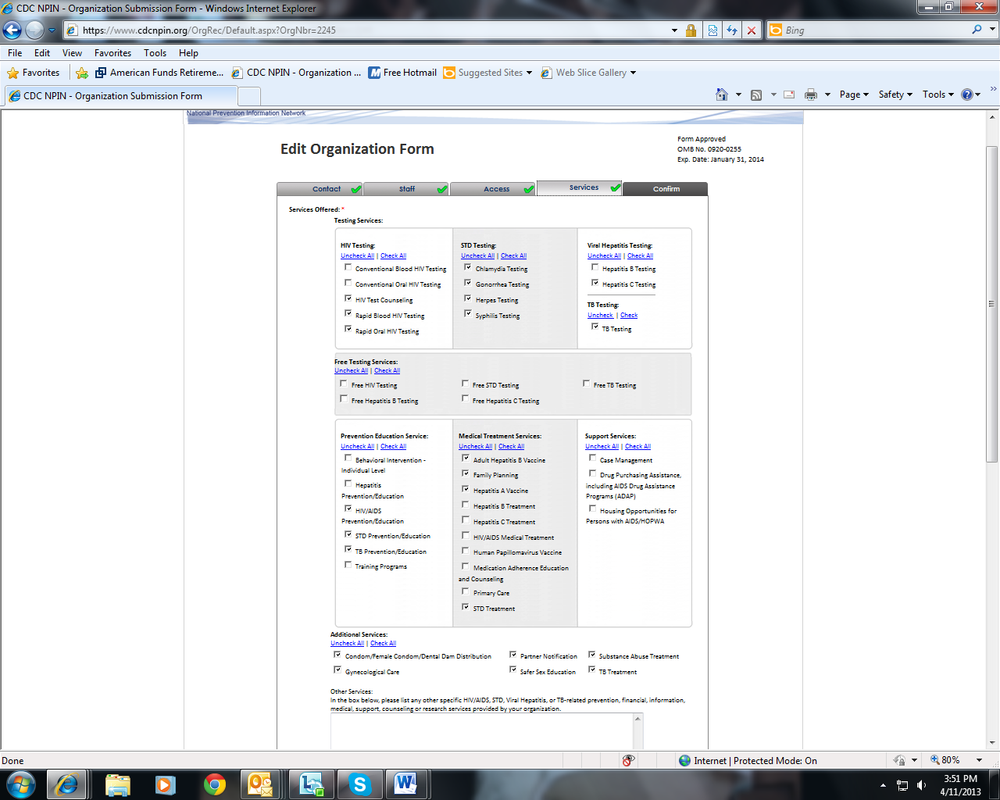 CDC NPIN - Organization Submission Form - Windows Internet Explorer
https://www.cdcnpin.org/OrgRec/Default.aspx?OrgNbr=2245
Bing
File Edit View Favorites Tools Help
Favorites American Funds Retireme... CDC NPIN - Organization ... Free Hotmail Suggested Sites Web Slice Gallery
CDC NPIN - Organization Submission Form
Page Safety Tools
National Prevention Information Network
Edit Organization Form
Form Approved
OMB No. 0920-0255
Exp. Date: January 31, 2014
Contact Staff Access Services Confirm
Services Offered: *
Testing Services:
HIV Testing:
Uncheck All | Check All
Conventional Blood HIV Testing
Conventional Oral HIV Testing
HIV Test Counseling
Rapid Blood HIV Testing
Rapid Oral HIV Testing
STD Testing:
Uncheck All | Check All
Chlamydia Testing
Gonorrhea Testing
Herpes Testing
Syphilis Testing
Viral Hepatitis Testing:
Uncheck All | Check All
Hepatitis B Testing
Hepatitis C Testing
TB Testing:
Uncheck | Check
TB Testing
Free Testing Services:
Uncheck All | Check All
Free HIV Testing Free STD Testing Free TB Testing
Free Hepatitis B Testing Free Hepatitis C Testing
Prevention Education Service:
Uncheck All | Check All
Behavioral Intervention -
Individual Level
Hepatitis
Prevention/Education
HIV/AIDS
Prevention/Education
STD Prevention/Education
TB Prevention/Education
Training Programs
Medical Treatment Services:
Uncheck All | Check All
Adult Hepatitis B Vaccine
Family Planning
Hepatitis A Vaccine
Hepatitis B Treatment
Hepatitis C Treatment
HIV/AIDS Medical Treatment
Human Papillomavirus Vaccine
Medication Adherence Education
and Counseling
Primary Care
STD Treatment
Support Services:
Uncheck All | Check All
Case Management
Drug Purchasing Assistance,
including AIDS Drug Assistance
Programs (ADAP)
Housing Opportunities for
Persons with AIDS/HOPWA
Additional Services:
Uncheck All | Check All
Condom/Female Condom/Dental Dam Distribution Partner Notification Substance Abuse Treatment
Gynecological Care Safer Sex Education TB Treatment
Other Services:
In the box below, please list any other specific HIV/AIDS, STD, Viral Hepatitis, or TB-related prevention, financial, information,
medical, support, counseling or research services provided by your organization.
Done Internet | Protected Mode: On 80%
3:51 PM
4/11/2013